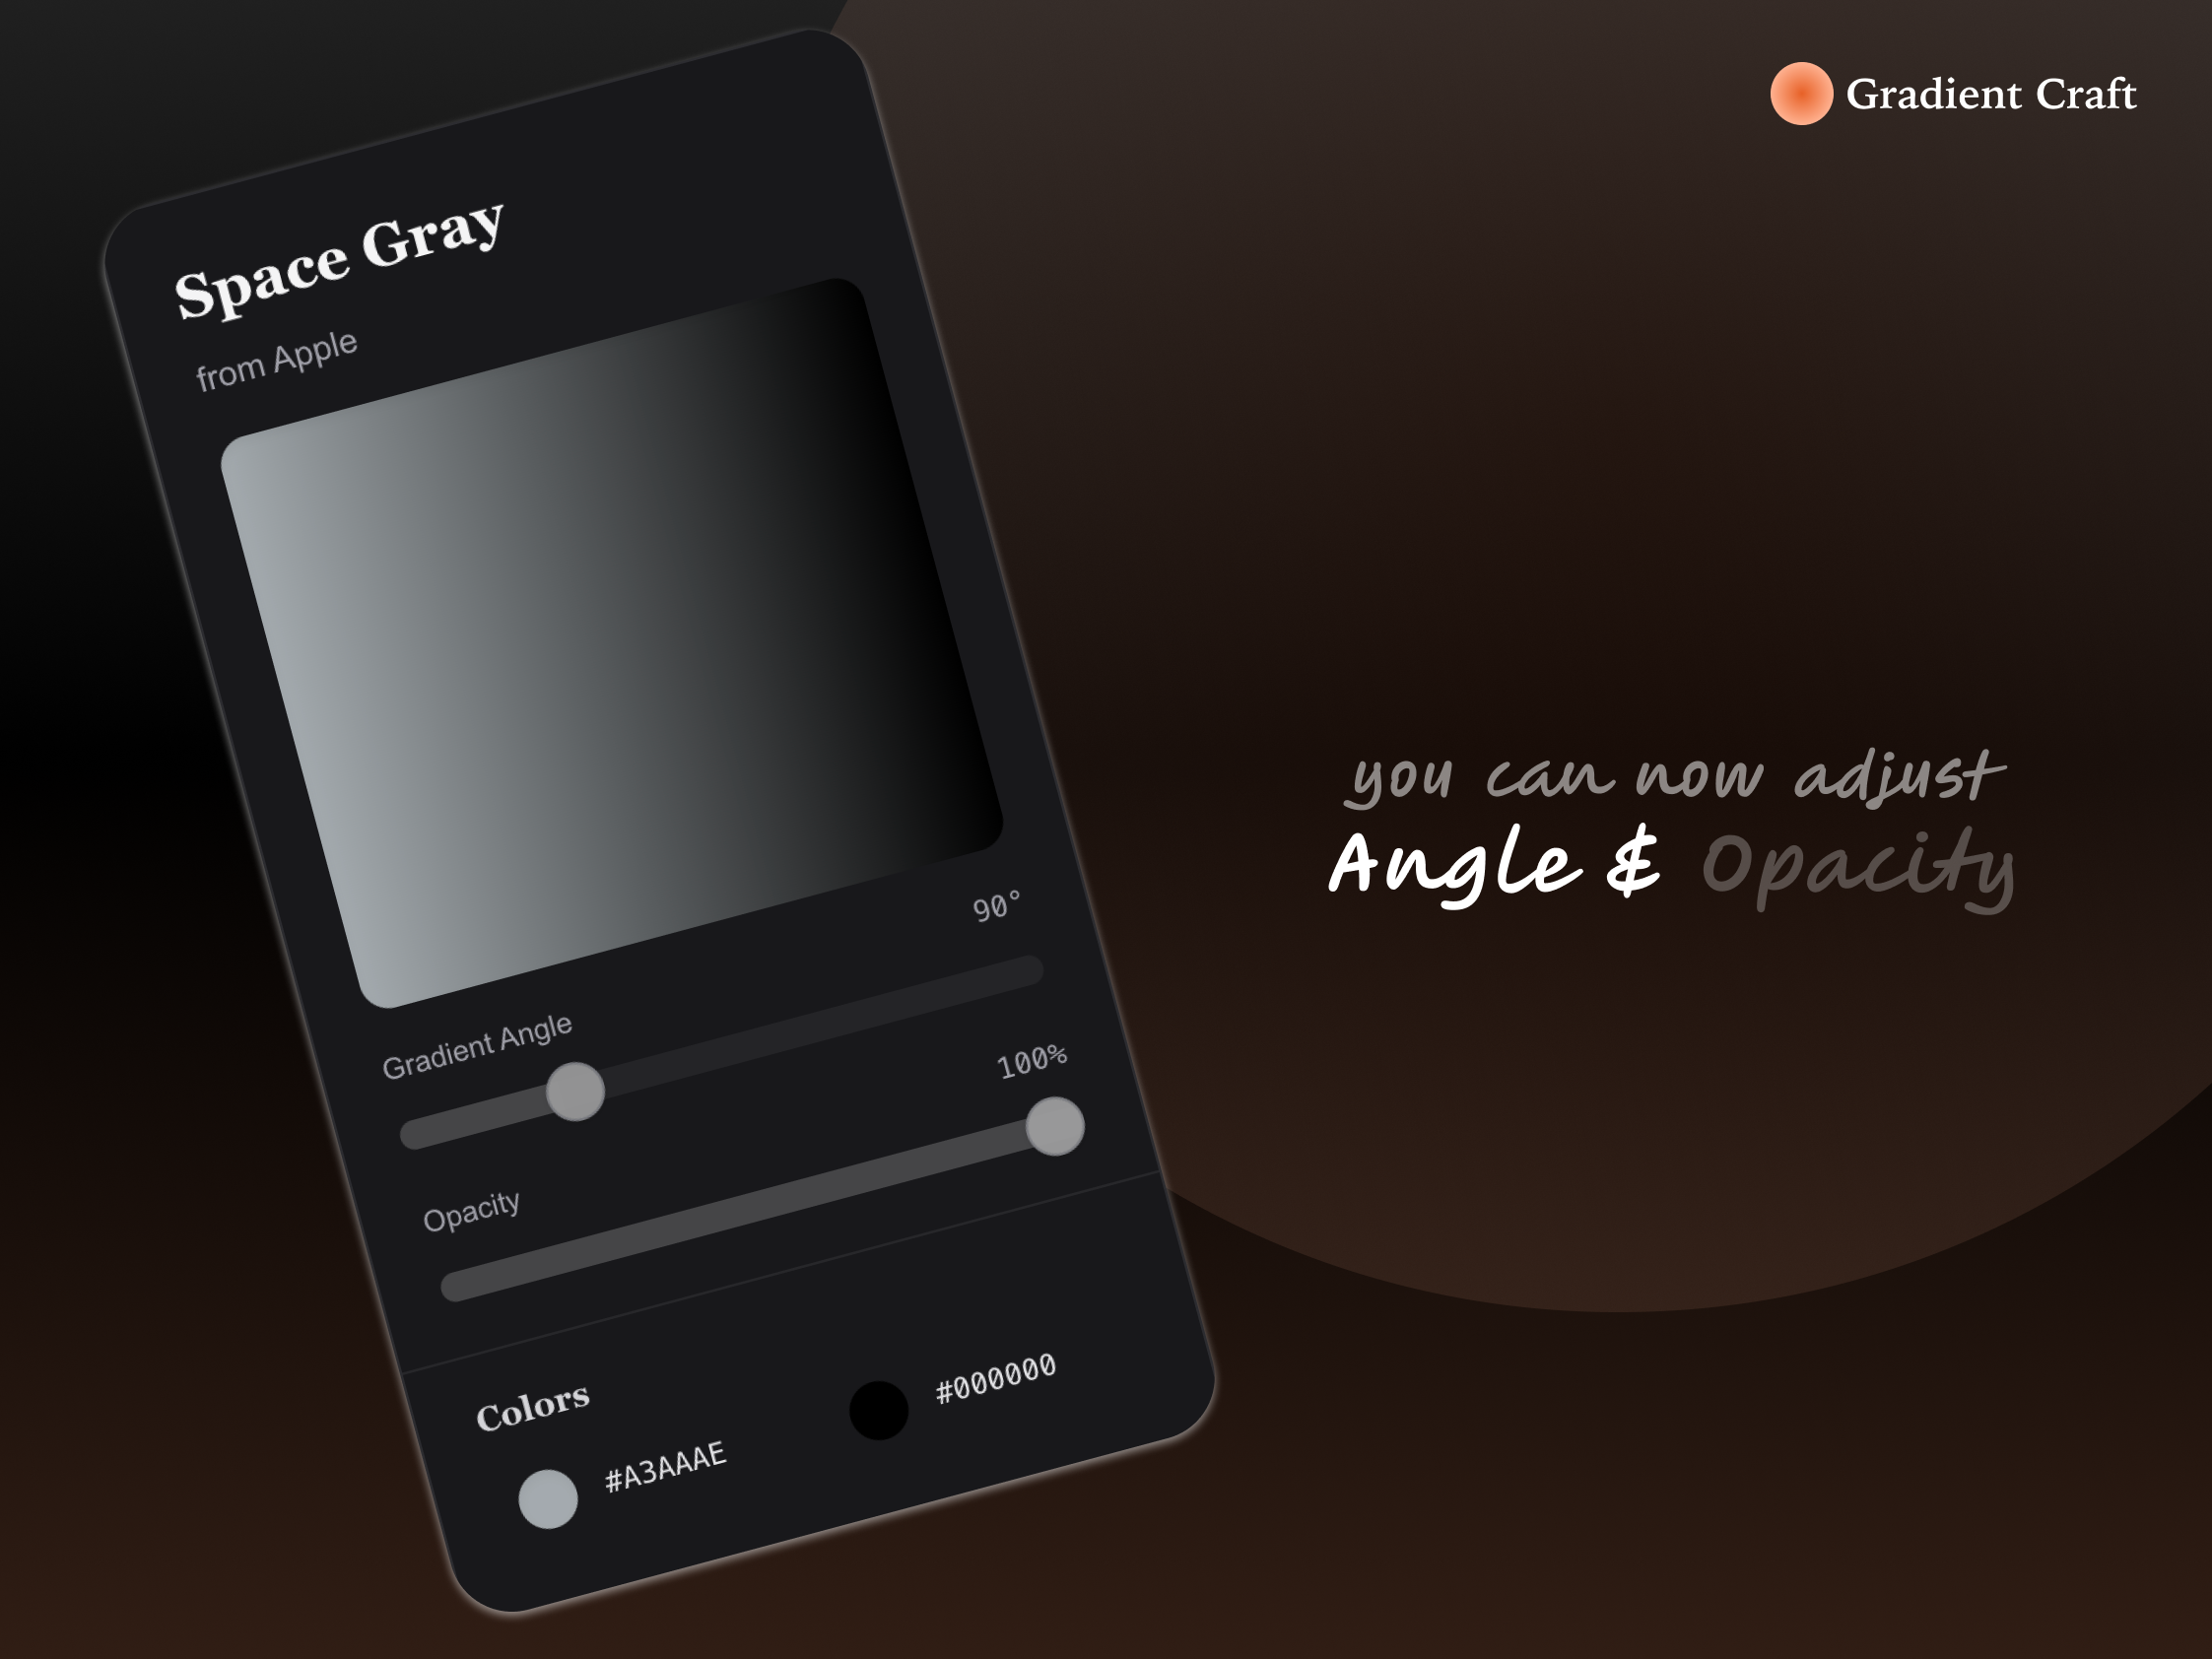 Gradient Craft
Space Gray
from Apple
90°
Gradient Angle
100%
Opacity
Colors
#A3AAAE
#000000
you can now adjust
Angle & Opacity